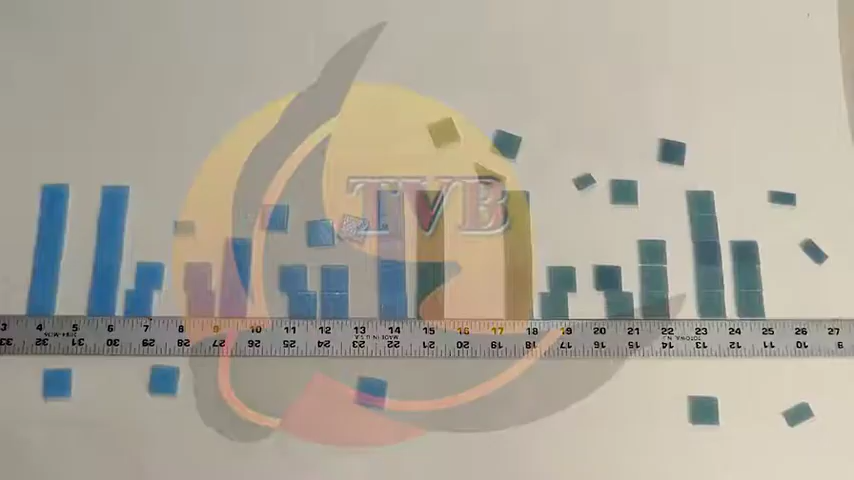 TVB
3 4 5 6 7 8 9 10 11 12 13 14 15 16 17 18 19 20 21 22 23 24 25 26 27
MADE IN U.S.A
33 32 31 30 29 28 27 26 25 24 23 22 21 20 19 18 17 16 15 14 13 12 11 10 9